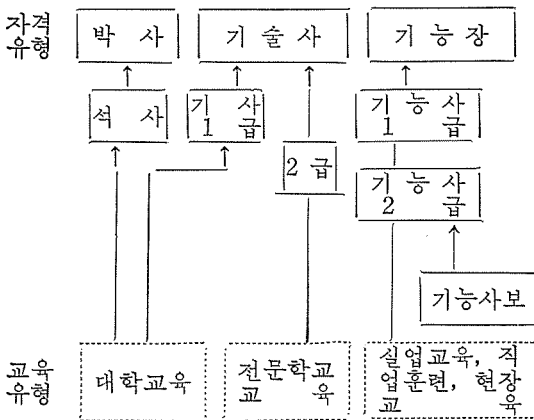 자격
유형
박 사
기 술 사
기 능 장
석 사
기 사
1 급
2 급
기 능 사
1 급
기 능 사
2 급
기능사보
교육
유형
대학교육
전문학교
교 육
실업교육, 직
업훈련, 현장
교 육